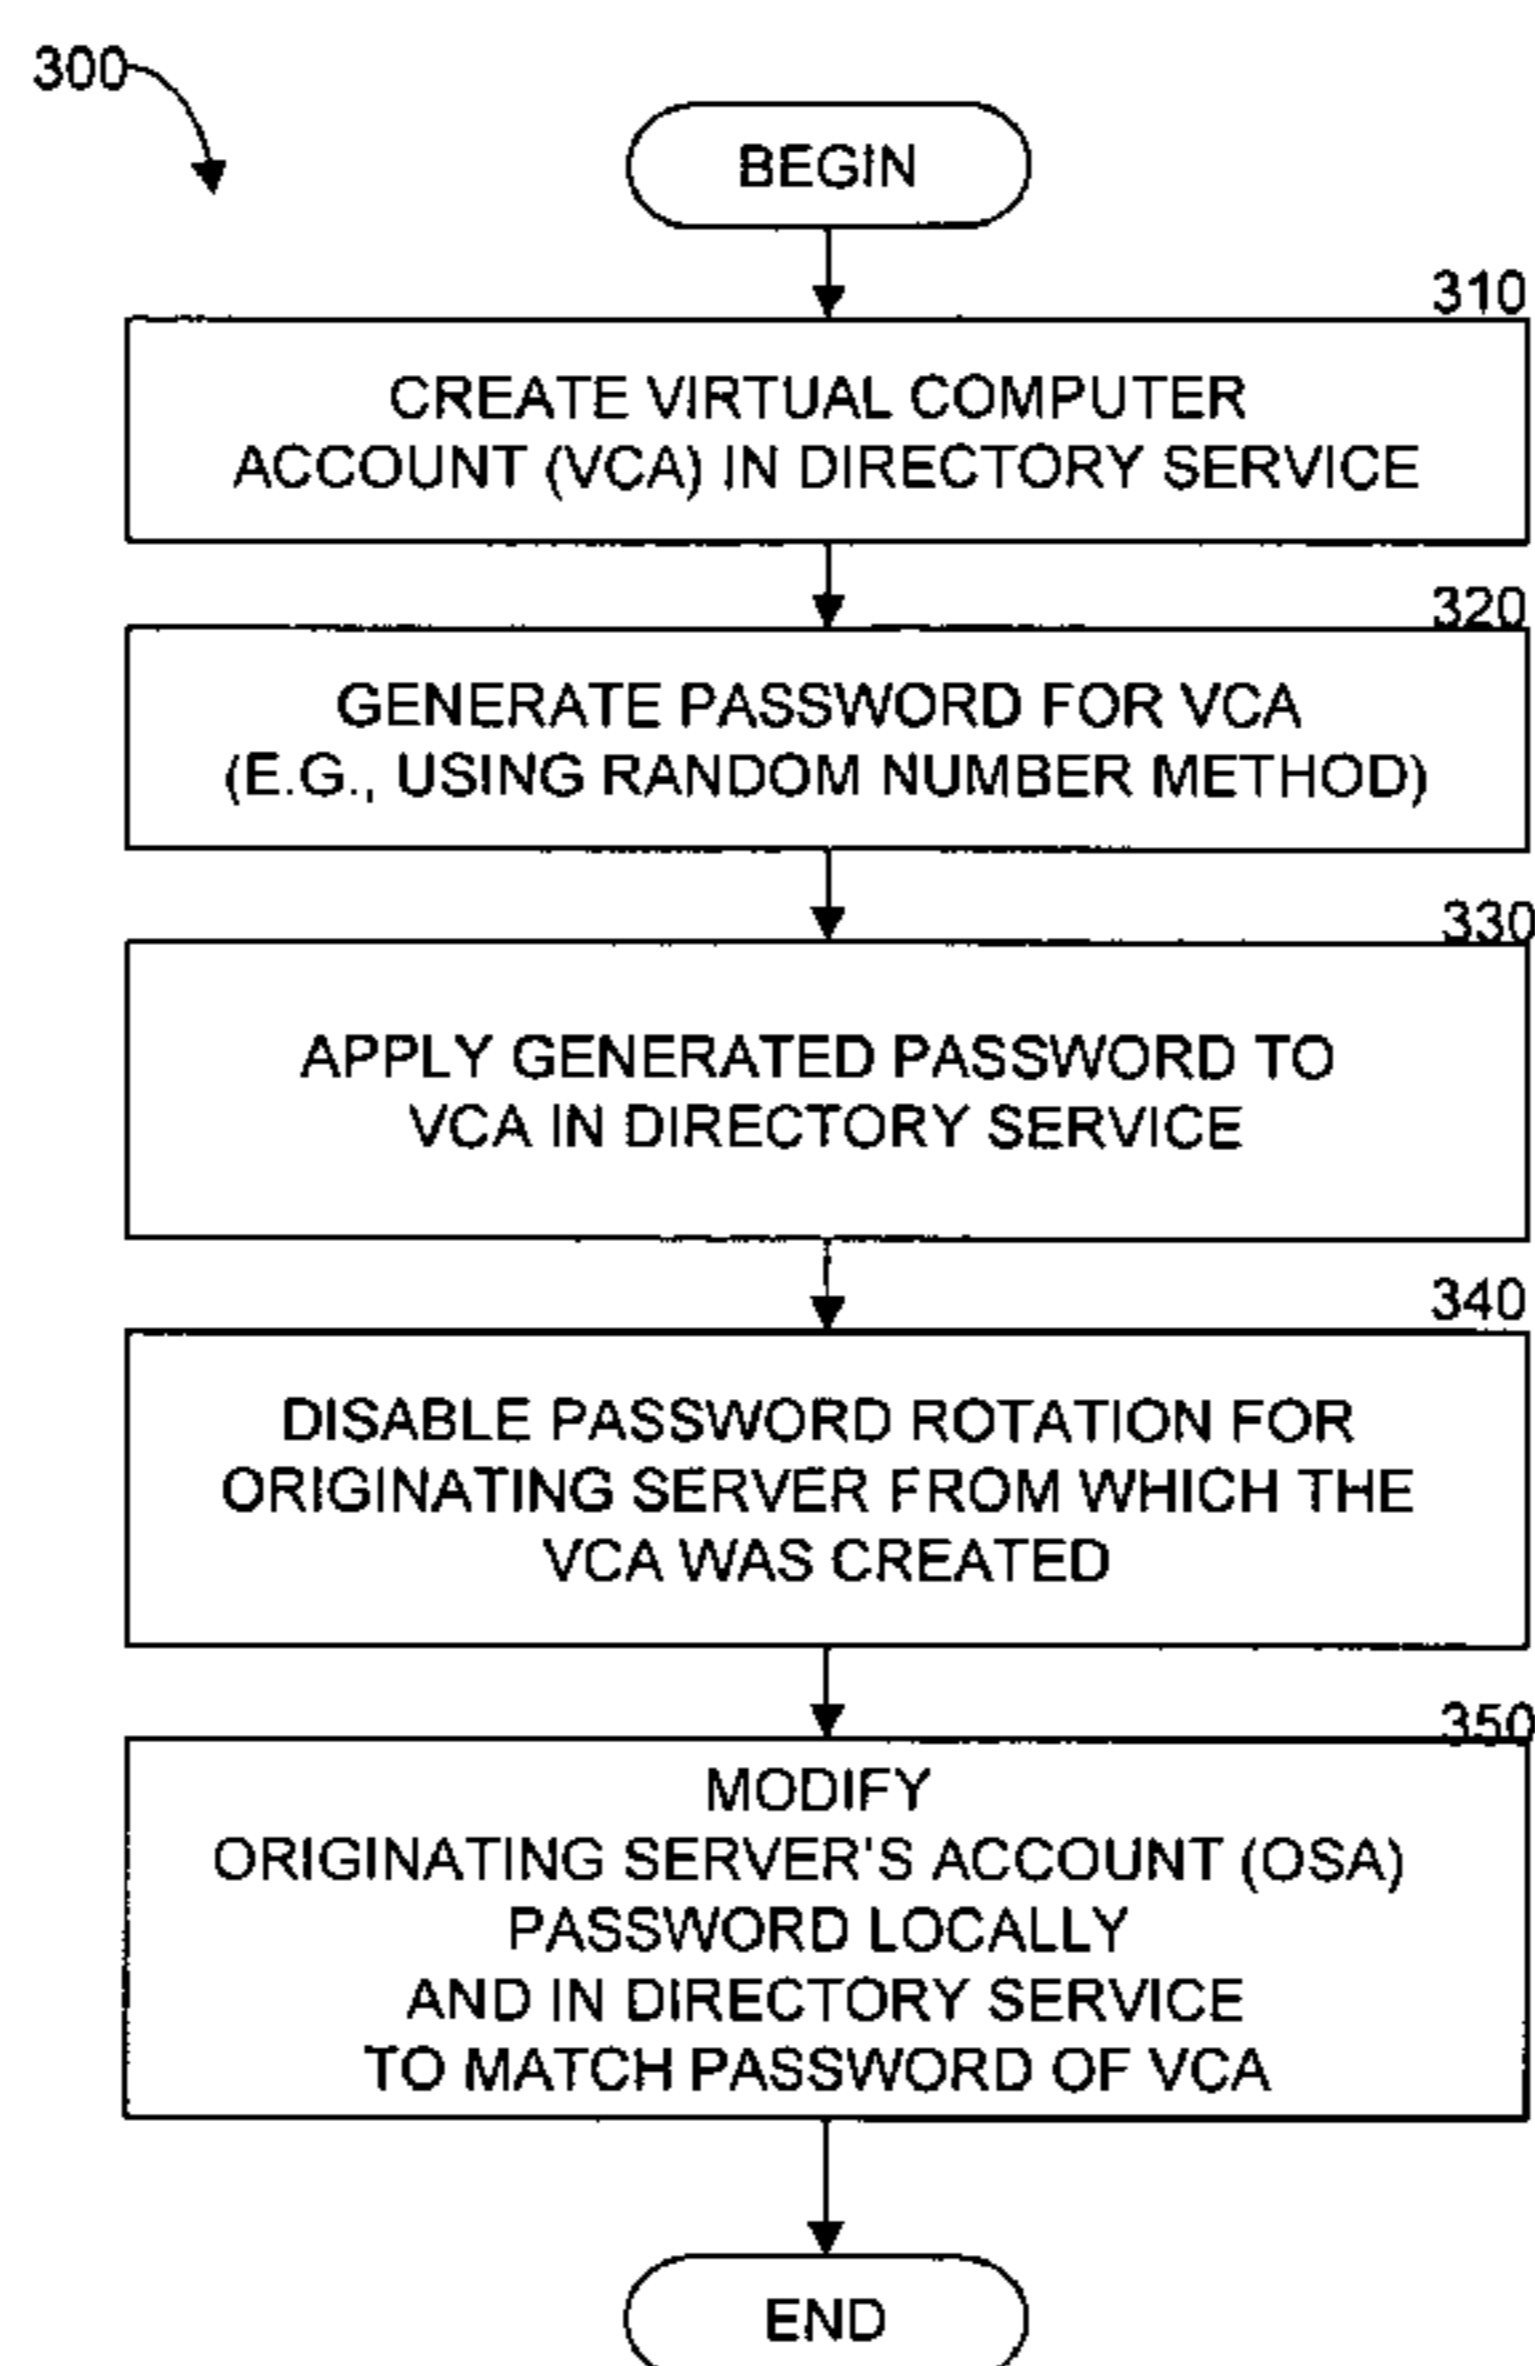 300
BEGIN
310
CREATE VIRTUAL COMPUTER
ACCOUNT (VCA) IN DIRECTORY SERVICE
320
GENERATE PASSWORD FOR VCA
(E.G., USING RANDOM NUMBER METHOD)
330
APPLY GENERATED PASSWORD TO
VCA IN DIRECTORY SERVICE
340
DISABLE PASSWORD ROTATION FOR
ORIGINATING SERVER FROM WHICH THE
VCA WAS CREATED
350
MODIFY
ORIGINATING SERVER'S ACCOUNT (OSA)
PASSWORD LOCALLY
AND IN DIRECTORY SERVICE
TO MATCH PASSWORD OF VCA
END